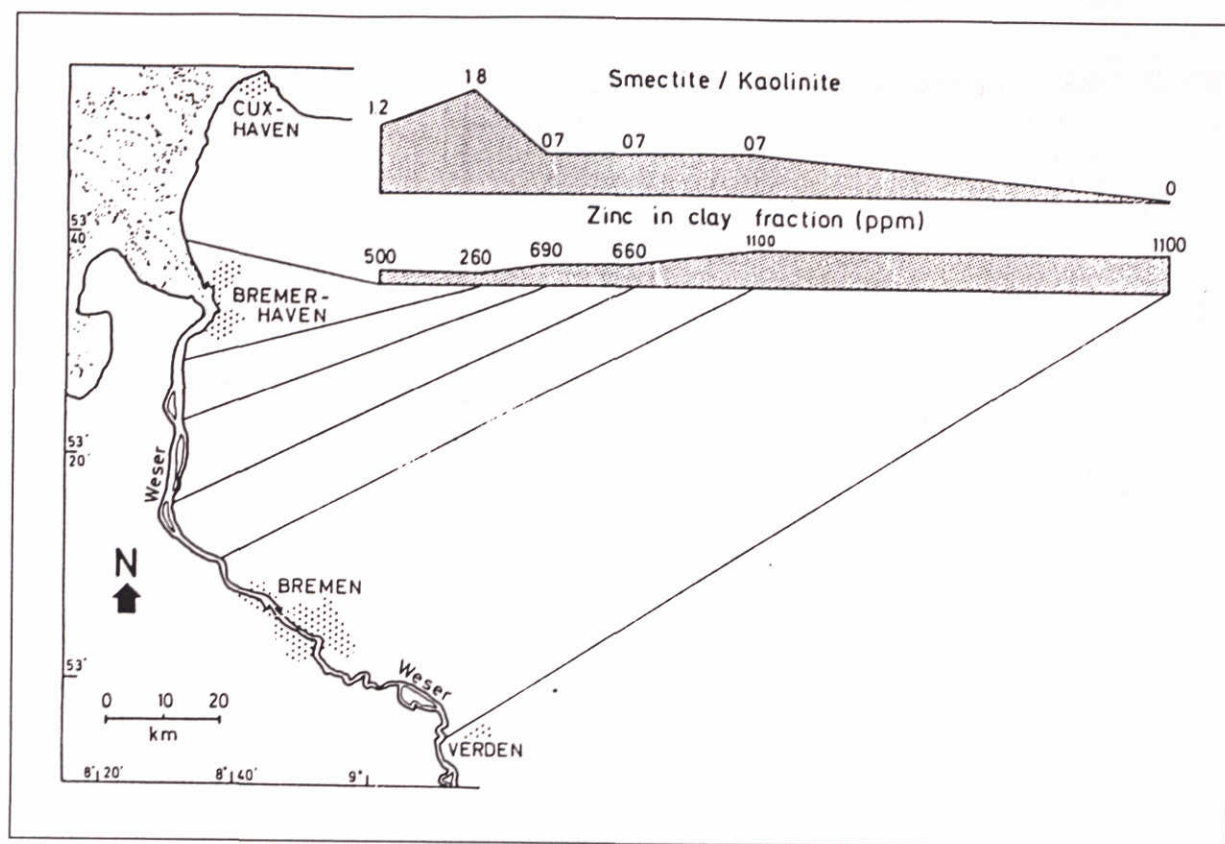 CUX-
HAVEN
Smectite / Kaolinite
1.2
18
07
07
07
0
Zinc in clay fraction (ppm)
500
260
690
660
1100
1100
53°
40'
BREMER-
HAVEN
53°
20'
Weser
N
BREMEN
53°
Weser
VERDEN
0 10 20
km
8° 20' 8° 40' 9°